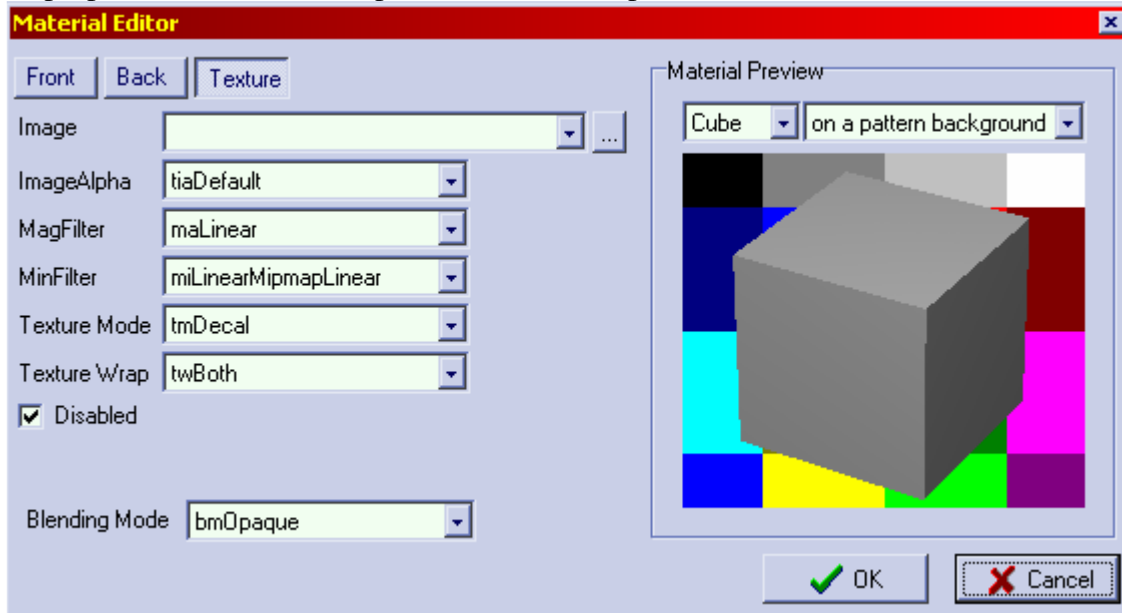 Material Editor
Front Back Texture
Material Preview
Image ...
Cube on a pattern background
ImageAlpha tiaDefault
MagFilter maLinear
MinFilter miLinearMipmapLinear
Texture Mode tmDecal
Texture Wrap twBoth
Disabled
Blending Mode bmOpaque
OK Cancel